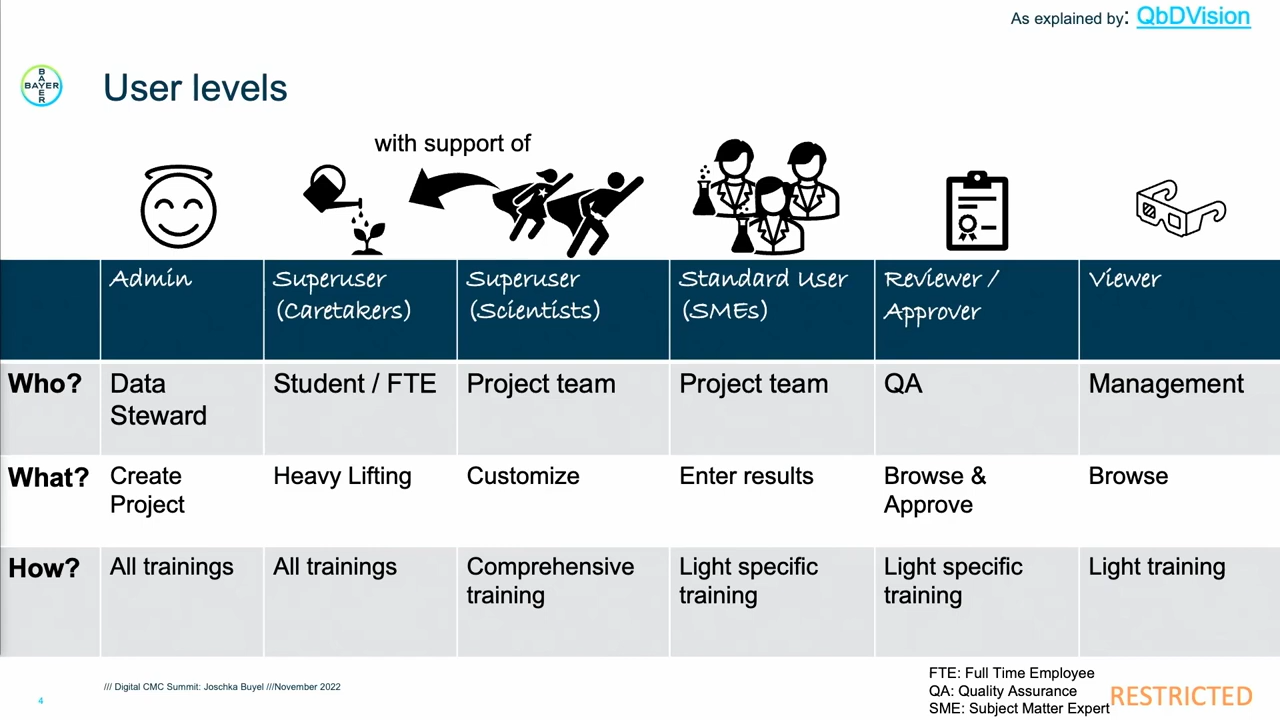 As explained by: QbDVision
BAYER
BAYER
User levels
with support of
Admin
Superuser
(Caretakers)
Superuser
(Scientists)
Standard User
(SMEs)
Reviewer /
Approver
Viewer
Who?
Data
Steward
Student / FTE
Project team
Project team
QA
Management
What?
Create
Project
Heavy Lifting
Customize
Enter results
Browse &
Approve
Browse
How?
All trainings
All trainings
Comprehensive
training
Light specific
training
Light specific
training
Light training
4
/// Digital CMC Summit: Joschka Buyel ///November 2022
FTE: Full Time Employee
QA: Quality Assurance
SME: Subject Matter Expert
RESTRICTED